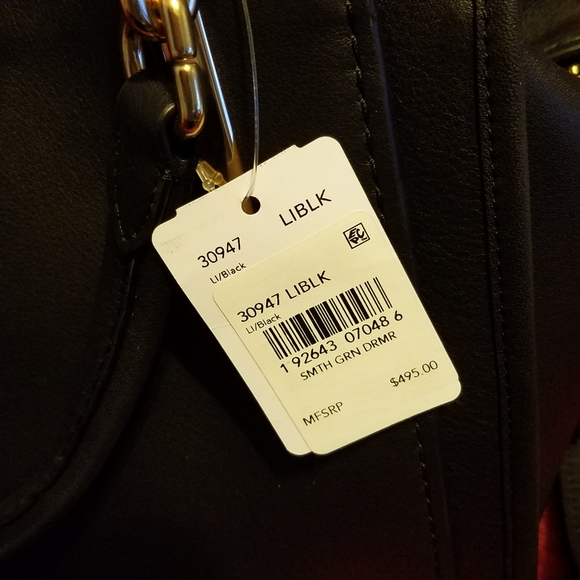 30947 LIBLK
LI/Black
30947 LIBLK
LI/Black
1 92643 07048 6
SMTH GRN DRMR
MFSRP $495.00